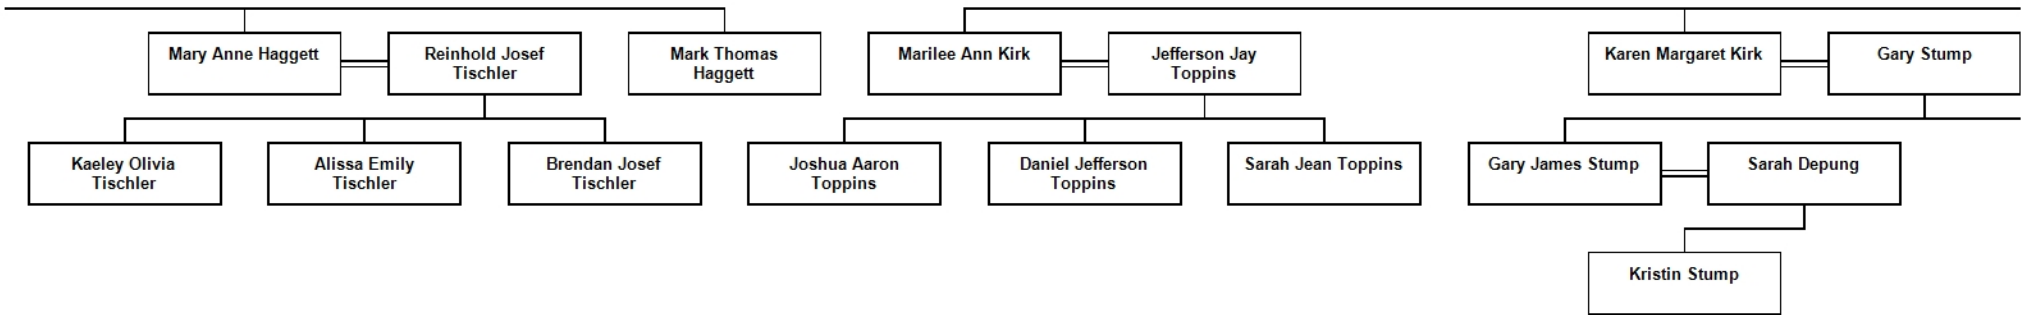 Mary Anne Haggett
Reinhold Josef
Tischler
Mark Thomas
Haggett
Marilee Ann Kirk
Jefferson Jay
Toppins
Karen Margaret Kirk
Gary Stump
Kaeley Olivia
Tischler
Alissa Emily
Tischler
Brendan Josef
Tischler
Joshua Aaron
Toppins
Daniel Jefferson
Toppins
Sarah Jean Toppins
Gary James Stump
Sarah Depung
Kristin Stump